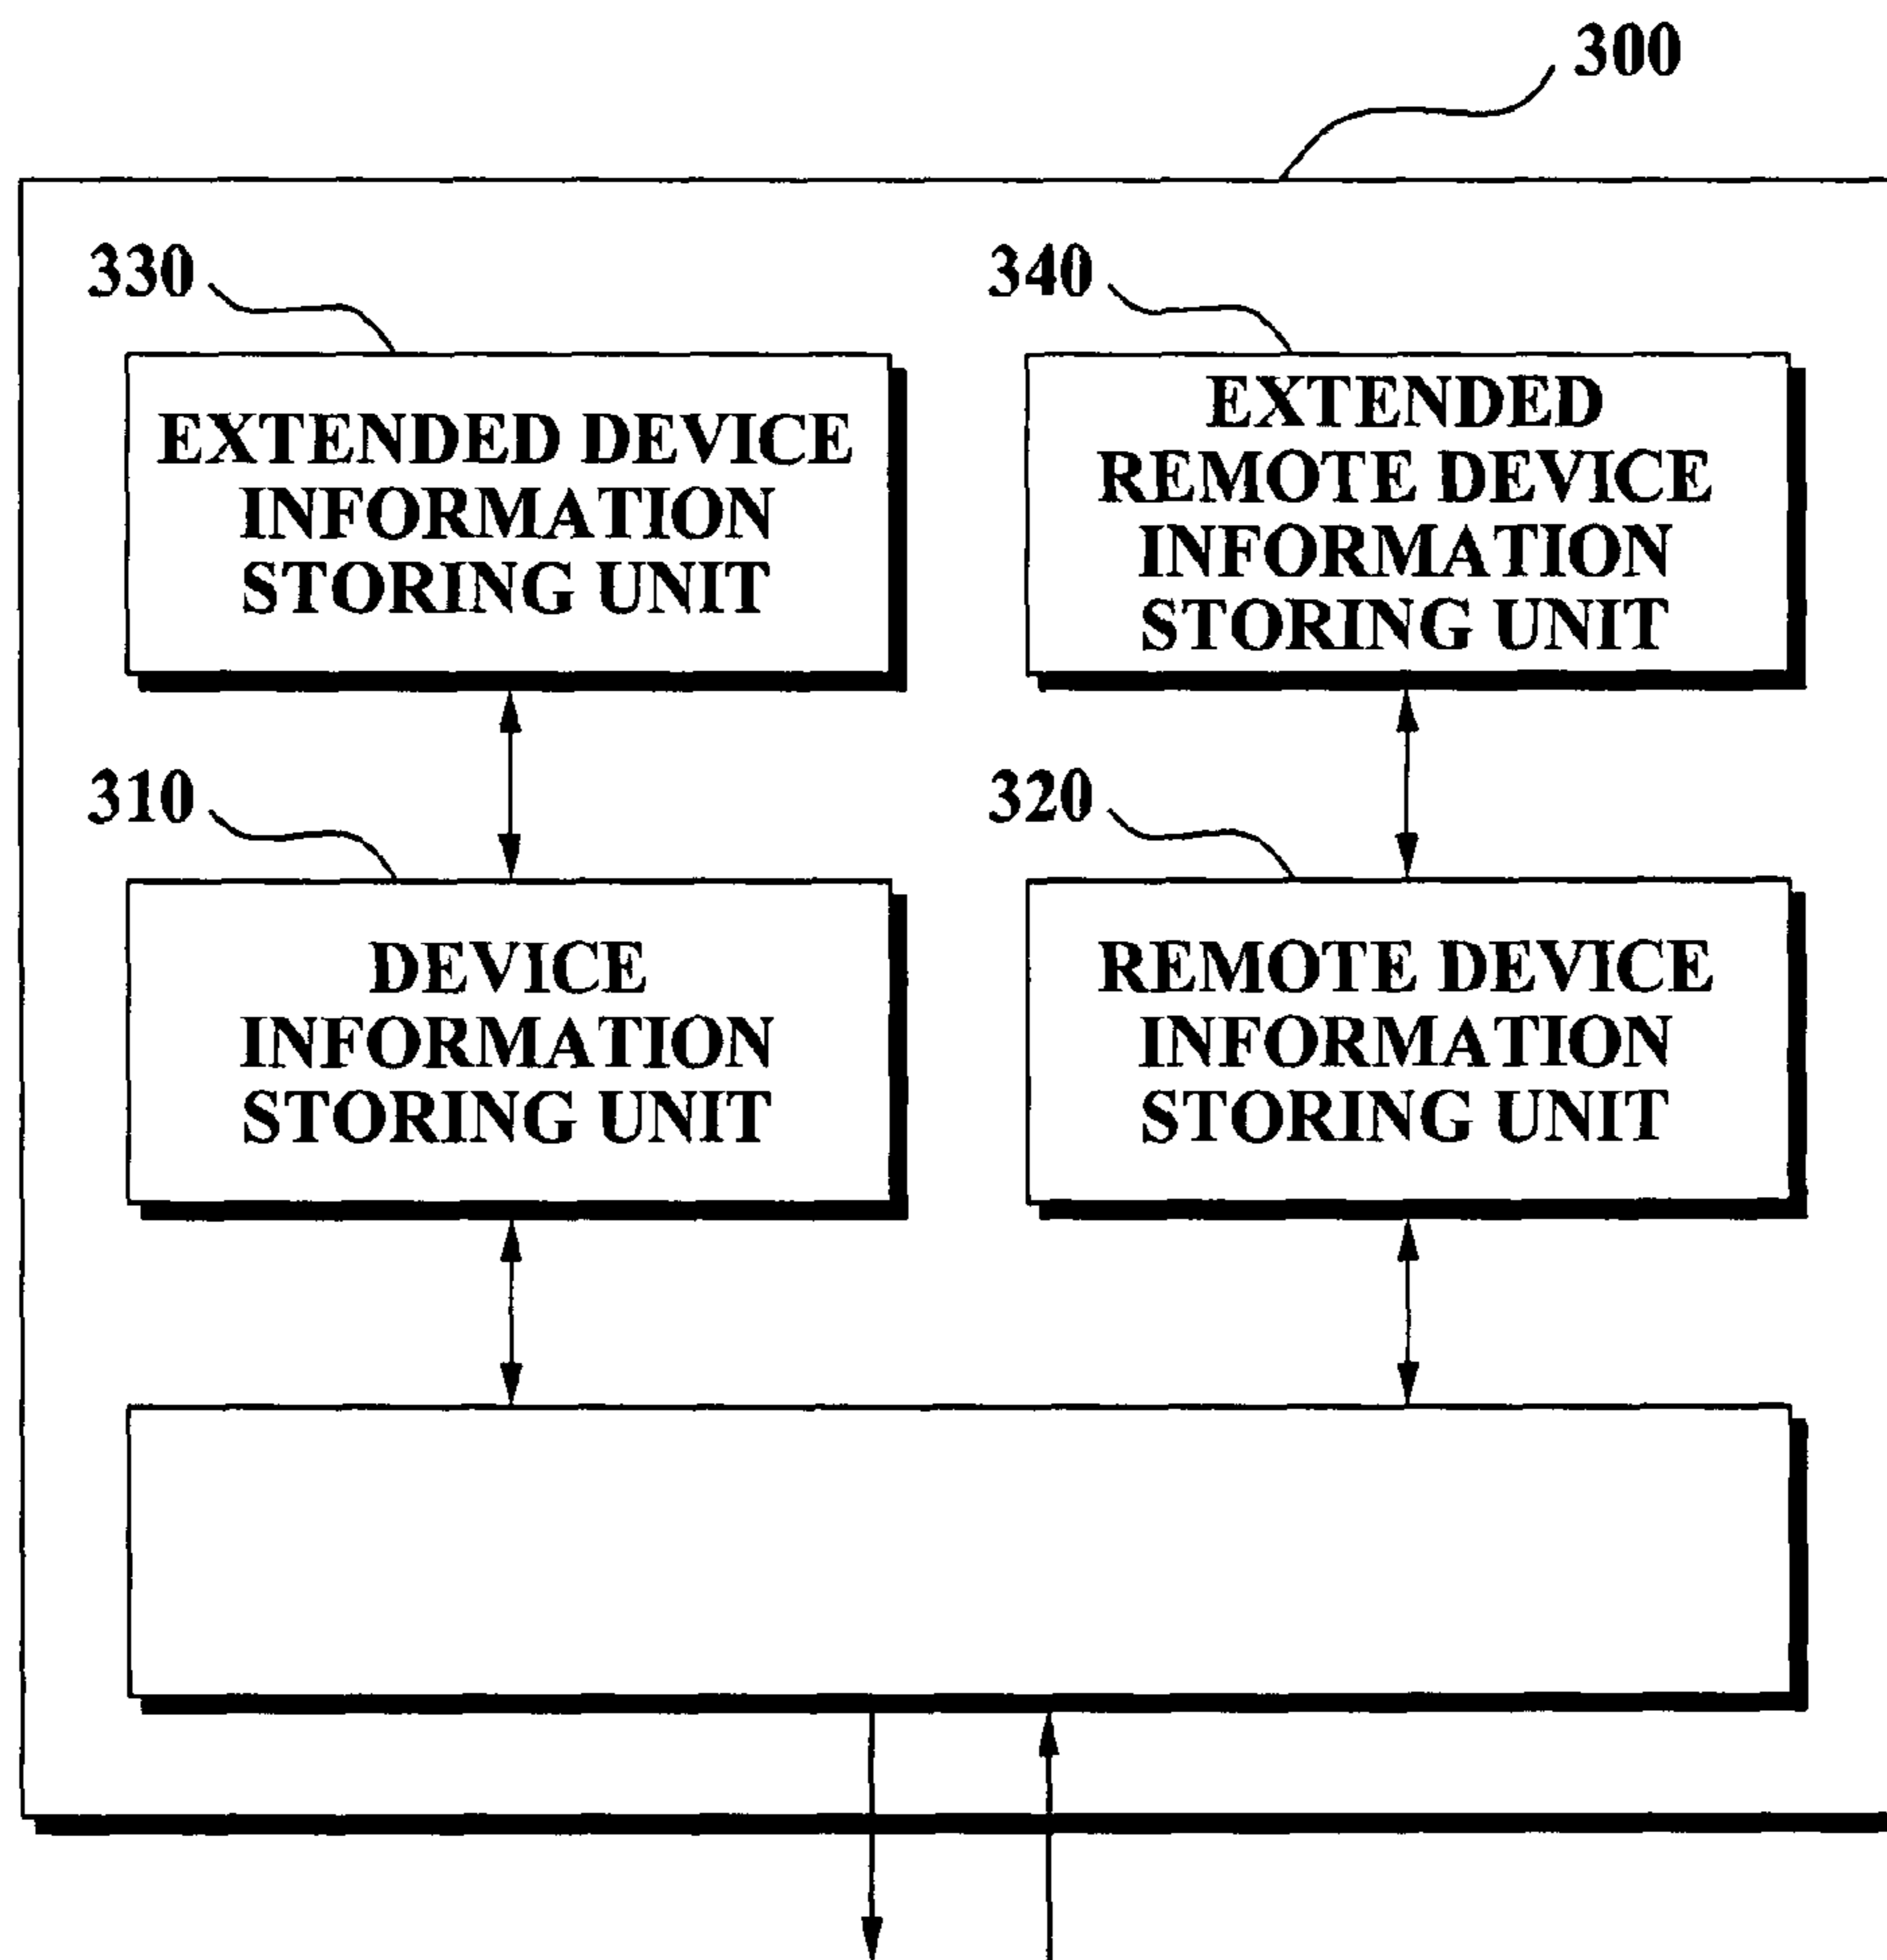 300
330
EXTENDED DEVICE
INFORMATION
STORING UNIT
340
EXTENDED
REMOTE DEVICE
INFORMATION
STORING UNIT
310
DEVICE
INFORMATION
STORING UNIT
320
REMOTE DEVICE
INFORMATION
STORING UNIT